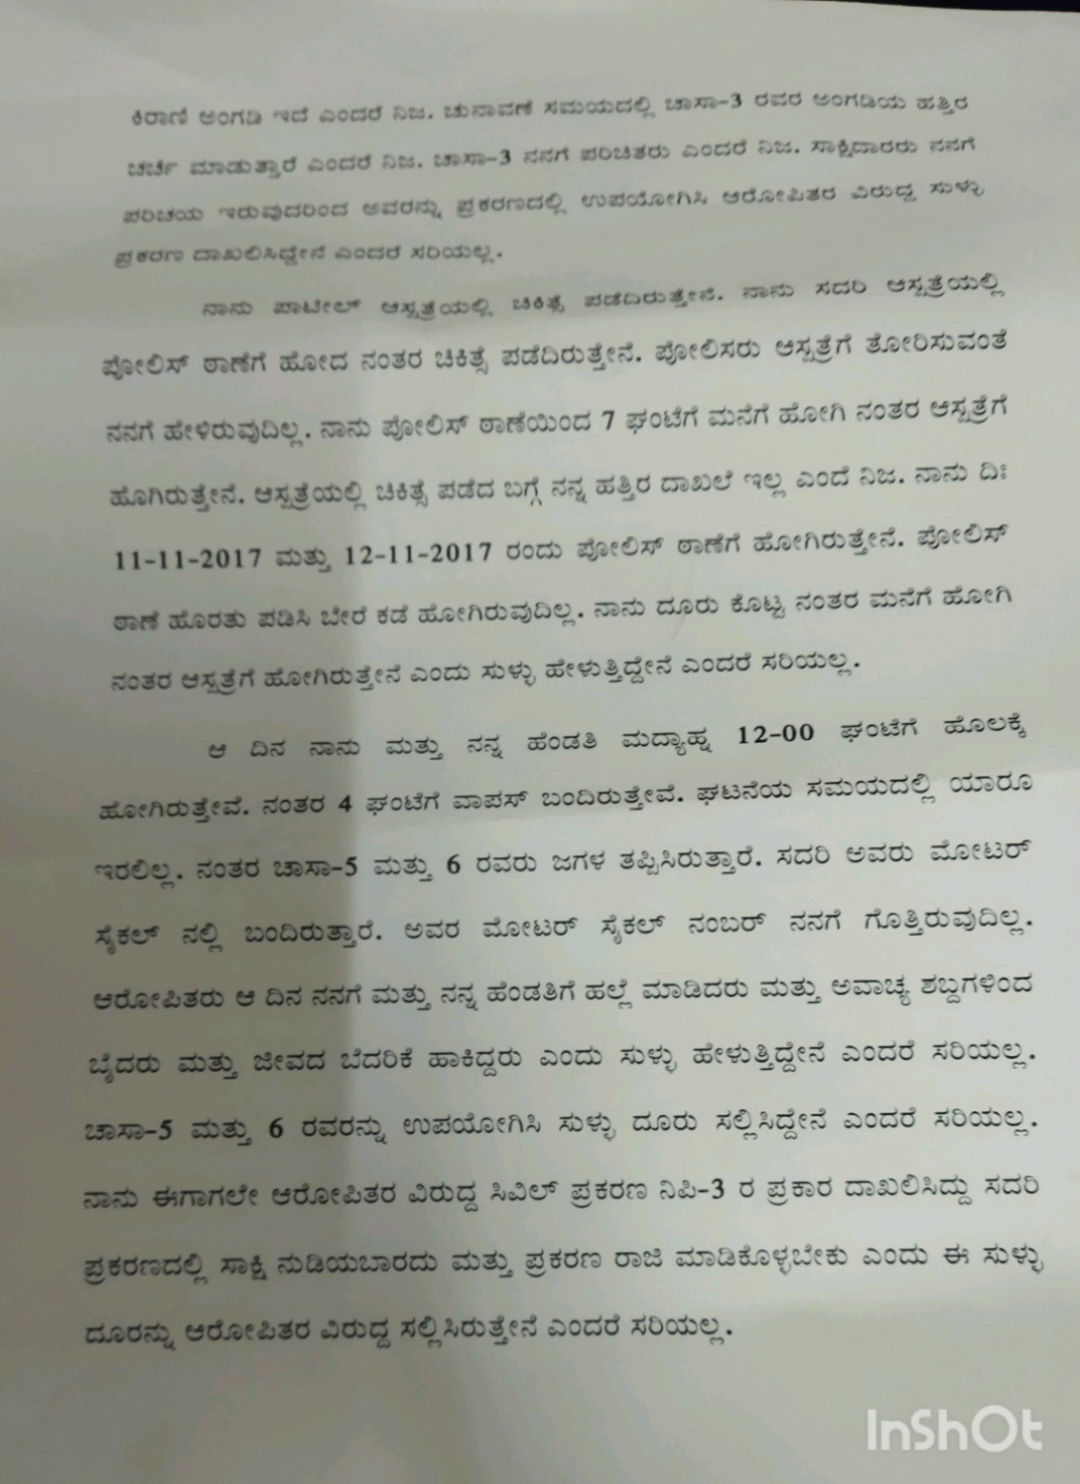 ಕಿರಾಣಿ ಅಂಗಡಿ ಇದೆ ಎಂದರೆ ನಿಜ. ಚುನಾವಣೆ ಸಮಯದಲ್ಲಿ ಚಾಸಾ-3 ರವರ ಅಂಗಡಿಯ ಹತ್ತಿರ
ಚರ್ಚೆ ಮಾಡುತ್ತಾರೆ ಎಂದರೆ ನಿಜ. ಚಾಸಾ-3 ನನಗೆ ಪರಿಚಿತರು ಎಂದರೆ ನಿಜ. ಸಾಕ್ಷಿದಾರರು ನನಗೆ
ಪರಿಚಯ ಇರುವುದರಿಂದ ಅವರನ್ನು ಪ್ರಕರಣದಲ್ಲಿ ಉಪಯೋಗಿಸಿ ಆರೋಪಿತರ ವಿರುದ್ದ ಸುಳ್ಳು
ಪ್ರಕರಣ ದಾಖಲಿಸಿದ್ದೇನೆ ಎಂದರೆ ಸರಿಯಲ್ಲ.
ನಾನು ಪಾಟೀಲ್ ಆಸ್ಪತ್ರೆಯಲ್ಲಿ ಚಿಕಿತ್ಸೆ ಪಡೆದಿರುತ್ತೇನೆ. ನಾನು ಸದರಿ ಆಸ್ಪತ್ರೆಯಲ್ಲಿ
ಪೋಲಿಸ್ ಠಾಣೆಗೆ ಹೋದ ನಂತರ ಚಿಕಿತ್ಸೆ ಪಡೆದಿರುತ್ತೇನೆ. ಪೋಲಿಸರು ಆಸ್ಪತ್ರೆಗೆ ತೋರಿಸುವಂತೆ
ನನಗೆ ಹೇಳಿರುವುದಿಲ್ಲ. ನಾನು ಪೋಲಿಸ್ ಠಾಣೆಯಿಂದ 7 ಘಂಟೆಗೆ ಮನೆಗೆ ಹೋಗಿ ನಂತರ ಆಸ್ಪತ್ರೆಗೆ
ಹೊಗಿರುತ್ತೇನೆ. ಆಸ್ಪತ್ರೆಯಲ್ಲಿ ಚಿಕಿತ್ಸೆ ಪಡೆದ ಬಗ್ಗೆ ನನ್ನ ಹತ್ತಿರ ದಾಖಲೆ ಇಲ್ಲ ಎಂದೆ ನಿಜ. ನಾನು ದಿಃ
11-11-2017 ಮತ್ತು 12-11-2017 ರಂದು ಪೋಲಿಸ್ ಠಾಣೆಗೆ ಹೋಗಿರುತ್ತೇನೆ. ಪೋಲಿಸ್
ಠಾಣೆ ಹೊರತು ಪಡಿಸಿ ಬೇರೆ ಕಡೆ ಹೋಗಿರುವುದಿಲ್ಲ. ನಾನು ದೂರು ಕೊಟ್ಟ ನಂತರ ಮನೆಗೆ ಹೋಗಿ
ನಂತರ ಆಸ್ಪತ್ರೆಗೆ ಹೋಗಿರುತ್ತೇನೆ ಎಂದು ಸುಳ್ಳು ಹೇಳುತ್ತಿದ್ದೇನೆ ಎಂದರೆ ಸರಿಯಲ್ಲ.
ಆ ದಿನ ನಾನು ಮತ್ತು ನನ್ನ ಹೆಂಡತಿ ಮದ್ಯಾಹ್ನ 12-00 ಘಂಟೆಗೆ ಹೊಲಕ್ಕೆ
ಹೋಗಿರುತ್ತೇವೆ. ನಂತರ 4 ಘಂಟೆಗೆ ವಾಪಸ್ ಬಂದಿರುತ್ತೇವೆ. ಘಟನೆಯ ಸಮಯದಲ್ಲಿ ಯಾರೂ
ಇರಲಿಲ್ಲ. ನಂತರ ಚಾಸಾ-5 ಮತ್ತು 6 ರವರು ಜಗಳ ತಪ್ಪಿಸಿರುತ್ತಾರೆ. ಸದರಿ ಅವರು ಮೋಟರ್
ಸೈಕಲ್ ನಲ್ಲಿ ಬಂದಿರುತ್ತಾರೆ. ಅವರ ಮೋಟರ್ ಸೈಕಲ್ ನಂಬರ್ ನನಗೆ ಗೊತ್ತಿರುವುದಿಲ್ಲ.
ಆರೋಪಿತರು ಆ ದಿನ ನನಗೆ ಮತ್ತು ನನ್ನ ಹೆಂಡತಿಗೆ ಹಲ್ಲೆ ಮಾಡಿದರು ಮತ್ತು ಅವಾಚ್ಯ ಶಬ್ದಗಳಿಂದ
ಬೈದರು ಮತ್ತು ಜೀವದ ಬೆದರಿಕೆ ಹಾಕಿದ್ದರು ಎಂದು ಸುಳ್ಳು ಹೇಳುತ್ತಿದ್ದೇನೆ ಎಂದರೆ ಸರಿಯಲ್ಲ.
ಚಾಸಾ-5 ಮತ್ತು 6 ರವರನ್ನು ಉಪಯೋಗಿಸಿ ಸುಳ್ಳು ದೂರು ಸಲ್ಲಿಸಿದ್ದೇನೆ ಎಂದರೆ ಸರಿಯಲ್ಲ.
ನಾನು ಈಗಾಗಲೇ ಆರೋಪಿತರ ವಿರುದ್ದ ಸಿವಿಲ್ ಪ್ರಕರಣ ನಿಪಿ-3 ರ ಪ್ರಕಾರ ದಾಖಲಿಸಿದ್ದು ಸದರಿ
ಪ್ರಕರಣದಲ್ಲಿ ಸಾಕ್ಷಿ ನುಡಿಯಬಾರದು ಮತ್ತು ಪ್ರಕರಣ ರಾಜಿ ಮಾಡಿಕೊಳ್ಳಬೇಕು ಎಂದು ಈ ಸುಳ್ಳು
ದೂರನ್ನು ಆರೋಪಿತರ ವಿರುದ್ದ ಸಲ್ಲಿಸಿರುತ್ತೇನೆ ಎಂದರೆ ಸರಿಯಲ್ಲ.
InShOt